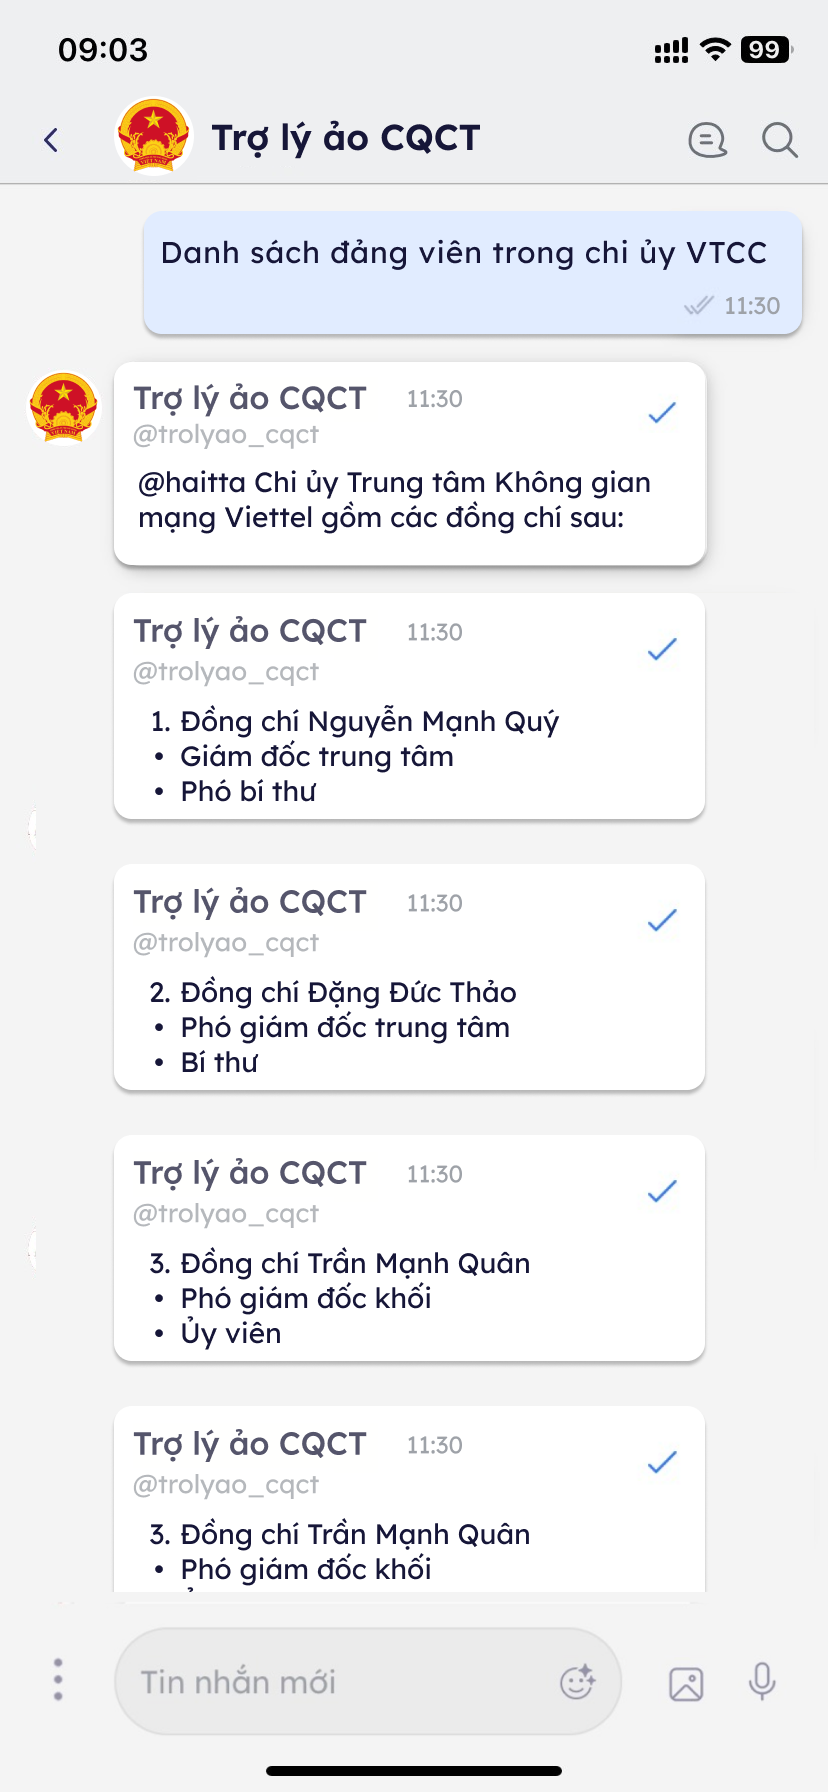 09:03
99
Trợ lý ảo CQCT
Danh sách đảng viên trong chi ủy VTCC
11:30
Trợ lý ảo CQCT 11:30
@trolyao_cqct
@haitta Chi ủy Trung tâm Không gian
mạng Viettel gồm các đồng chí sau:
Trợ lý ảo CQCT 11:30
@trolyao_cqct
1. Đồng chí Nguyễn Mạnh Quý
• Giám đốc trung tâm
• Phó bí thư
Trợ lý ảo CQCT 11:30
@trolyao_cqct
2. Đồng chí Đặng Đức Thảo
• Phó giám đốc trung tâm
• Bí thư
Trợ lý ảo CQCT 11:30
@trolyao_cqct
3. Đồng chí Trần Mạnh Quân
• Phó giám đốc khối
• Ủy viên
Trợ lý ảo CQCT 11:30
@trolyao_cqct
3. Đồng chí Trần Mạnh Quân
• Phó giám đốc khối
Tin nhắn mới